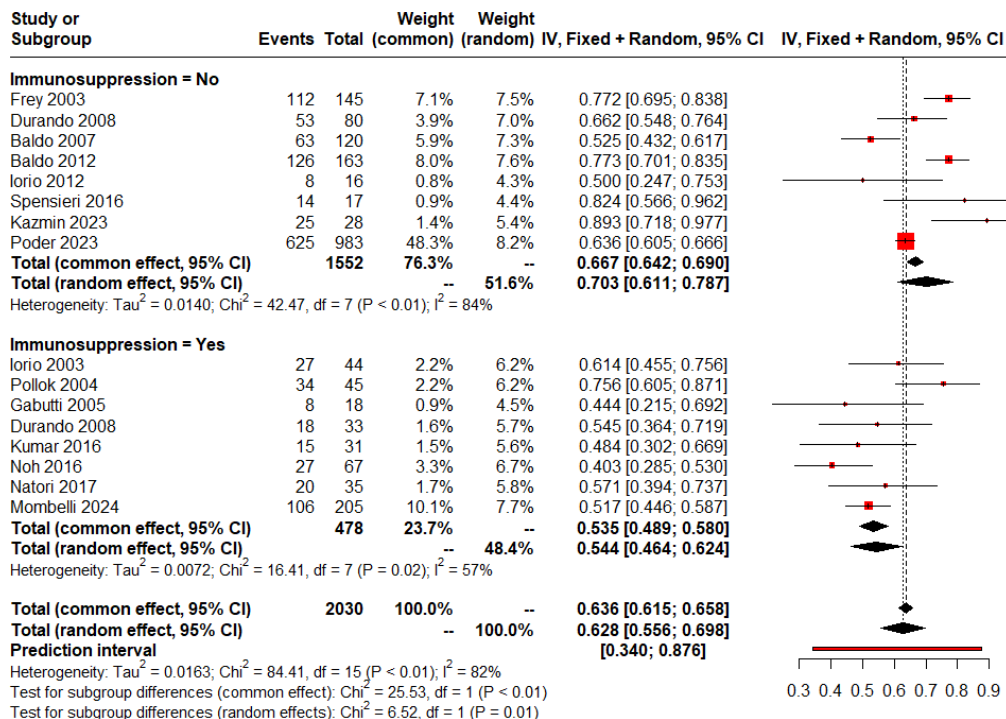 Study or Weight Weight
Subgroup Events Total (common) (random) IV, Fixed + Random, 95% CI IV, Fixed + Random, 95% CI
Immunosuppression = No
Frey 2003 112 145 7.1% 7.5% 0.772 [0.695; 0.838]
Durando 2008 53 80 3.9% 7.0% 0.662 [0.548; 0.764]
Baldo 2007 63 120 5.9% 7.3% 0.525 [0.432; 0.617]
Baldo 2012 126 163 8.0% 7.6% 0.773 [0.701; 0.835]
Iorio 2012 8 16 0.8% 4.3% 0.500 [0.247; 0.753]
Spensieri 2016 14 17 0.9% 4.4% 0.824 [0.566; 0.962]
Kazmin 2023 25 28 1.4% 5.4% 0.893 [0.718; 0.977]
Poder 2023 625 983 48.3% 8.2% 0.636 [0.605; 0.666]
Total (common effect, 95% CI) 1552 76.3% -- 0.667 [0.642; 0.690]
Total (random effect, 95% CI) -- 51.6% 0.703 [0.611; 0.787]
Heterogeneity: Tau² = 0.0140; Chi² = 42.47, df = 7 (P < 0.01); I² = 84%
Immunosuppression = Yes
Iorio 2003 27 44 2.2% 6.2% 0.614 [0.455; 0.756]
Pollok 2004 34 45 2.2% 6.2% 0.756 [0.605; 0.871]
Gabutti 2005 8 18 0.9% 4.5% 0.444 [0.215; 0.692]
Durando 2008 18 33 1.6% 5.7% 0.545 [0.364; 0.719]
Kumar 2016 15 31 1.5% 5.6% 0.484 [0.302; 0.669]
Noh 2016 27 67 3.3% 6.7% 0.403 [0.285; 0.530]
Natori 2017 20 35 1.7% 5.8% 0.571 [0.394; 0.737]
Mombelli 2024 106 205 10.1% 7.7% 0.517 [0.446; 0.587]
Total (common effect, 95% CI) 478 23.7% -- 0.535 [0.489; 0.580]
Total (random effect, 95% CI) -- 48.4% 0.544 [0.464; 0.624]
Heterogeneity: Tau² = 0.0072; Chi² = 16.41, df = 7 (P = 0.02); I² = 57%
Total (common effect, 95% CI) 2030 100.0% -- 0.636 [0.615; 0.658]
Total (random effect, 95% CI) -- 100.0% 0.628 [0.556; 0.698]
Prediction interval [0.340; 0.876]
Heterogeneity: Tau² = 0.0163; Chi² = 84.41, df = 15 (P < 0.01); I² = 82%
Test for subgroup differences (common effect): Chi² = 25.53, df = 1 (P < 0.01)
Test for subgroup differences (random effects): Chi² = 6.52, df = 1 (P = 0.01)
0.3 0.4 0.5 0.6 0.7 0.8 0.9